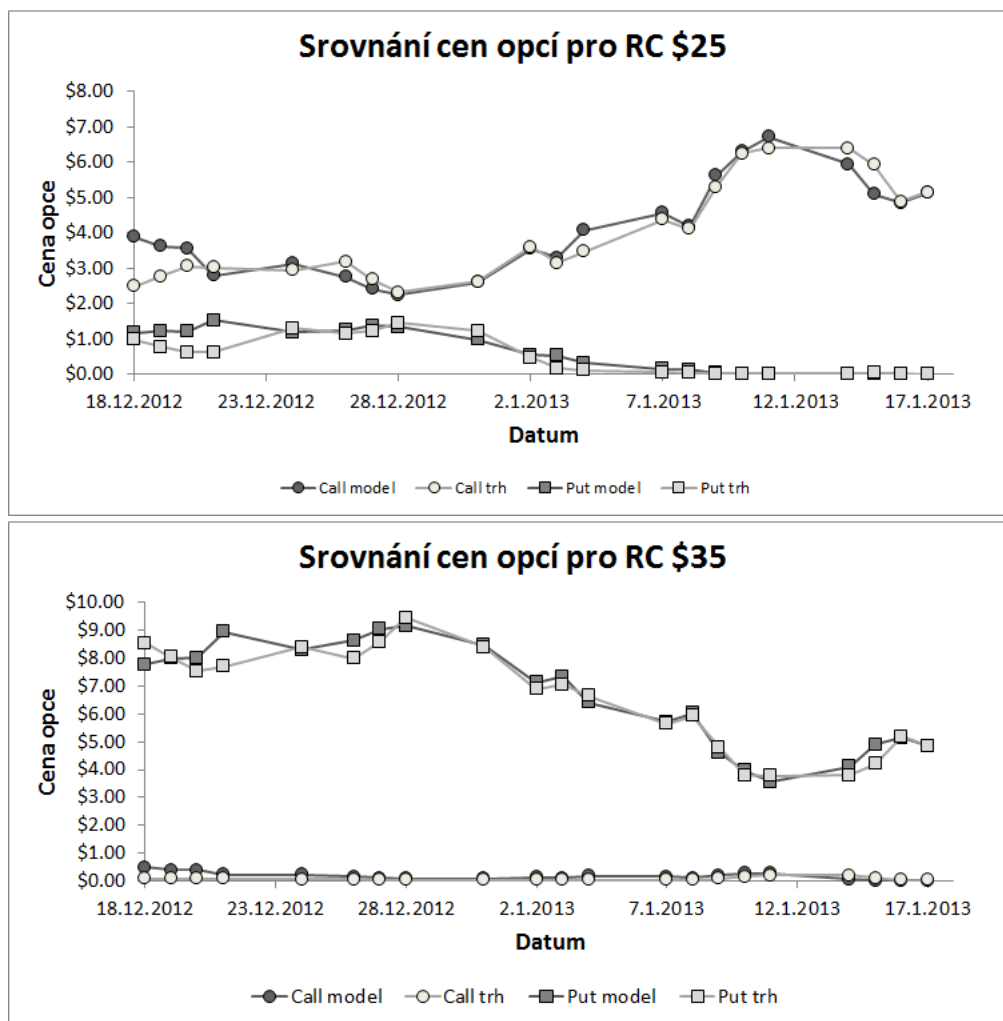 Srovnání cen opcí pro RC $25
$8.00
$7.00
$6.00
$5.00
$4.00
$3.00
$2.00
$1.00
$0.00
Cena opce
18.12.2012 23.12.2012 28.12.2012 2.1.2013 7.1.2013 12.1.2013 17.1.2013
Datum
Call model Call trh Put model Put trh
Srovnání cen opcí pro RC $35
$10.00
$9.00
$8.00
$7.00
$6.00
$5.00
$4.00
$3.00
$2.00
$1.00
$0.00
Cena opce
18.12.2012 23.12.2012 28.12.2012 2.1.2013 7.1.2013 12.1.2013 17.1.2013
Datum
Call model Call trh Put model Put trh